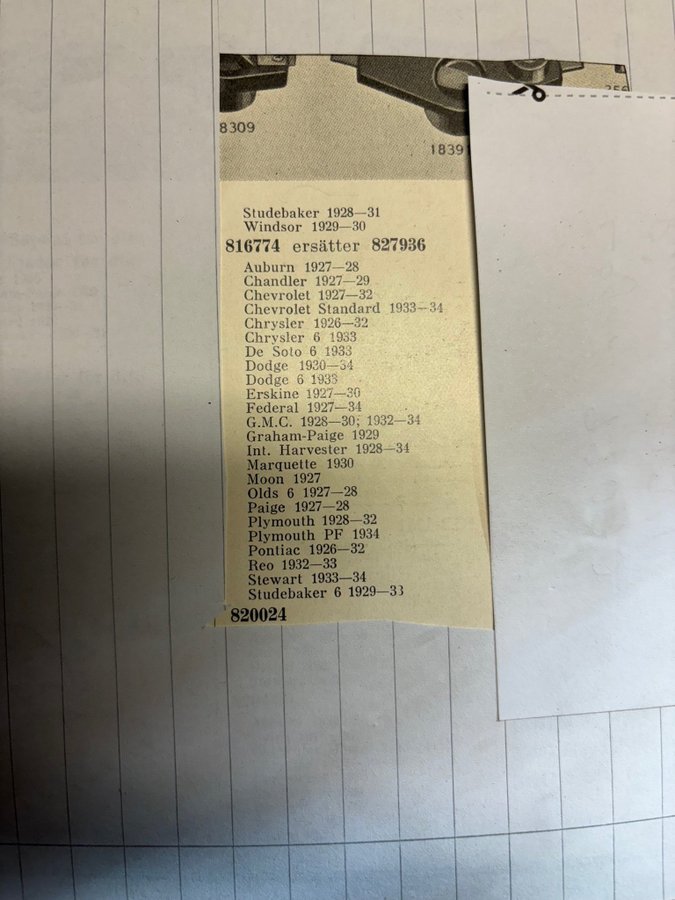 8309
1839
356
Studebaker 1928—31
Windsor 1929—30
816774 ersätter 827936
Auburn 1927—28
Chandler 1927—29
Chevrolet 1927—32
Chevrolet Standard 1933—34
Chrysler 1926—32
Chrysler 6 1933
De Soto 6 1933
Dodge 1930—34
Dodge 6 1933
Erskine 1927—30
Federal 1927—34
G.M.C. 1928—30; 1932—34
Graham-Paige 1929
Int. Harvester 1928—34
Marquette 1930
Moon 1927
Olds 6 1927—28
Paige 1927—28
Plymouth 1928—32
Plymouth PF 1934
Pontiac 1926—32
Reo 1932—33
Stewart 1933—34
Studebaker 6 1929—33
820024